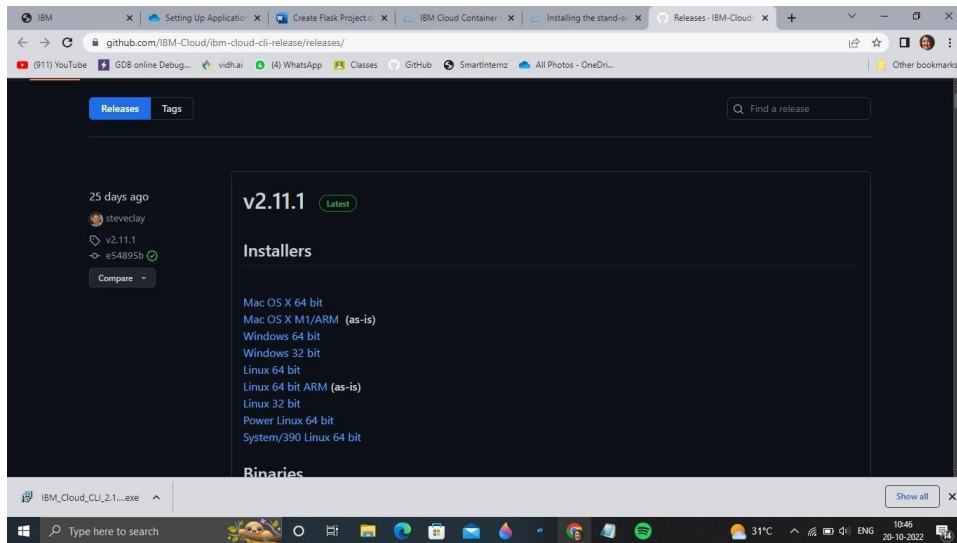 IBM
Setting Up Applicatio
Create Flask Project.d
IBM Cloud Container
Installing the stand-al
Releases · IBM-Cloud
github.com/IBM-Cloud/ibm-cloud-cli-release/releases/
(911) YouTube
GDB online Debug...
vidh.ai
(4) WhatsApp
Classes
GitHub
SmartInternz
All Photos - OneDri...
Other bookmarks
Releases
Tags
Find a release
25 days ago
steveclay
v2.11.1
e54895b
Compare
v2.11.1
Latest
Installers
Mac OS X 64 bit
Mac OS X M1/ARM (as-is)
Windows 64 bit
Windows 32 bit
Linux 64 bit
Linux 64 bit ARM (as-is)
Linux 32 bit
Power Linux 64 bit
System/390 Linux 64 bit
Binaries
IBM_Cloud_CLI_2.1....exe
Show all
Type here to search
31°C
ENG
10:46
20-10-2022
14